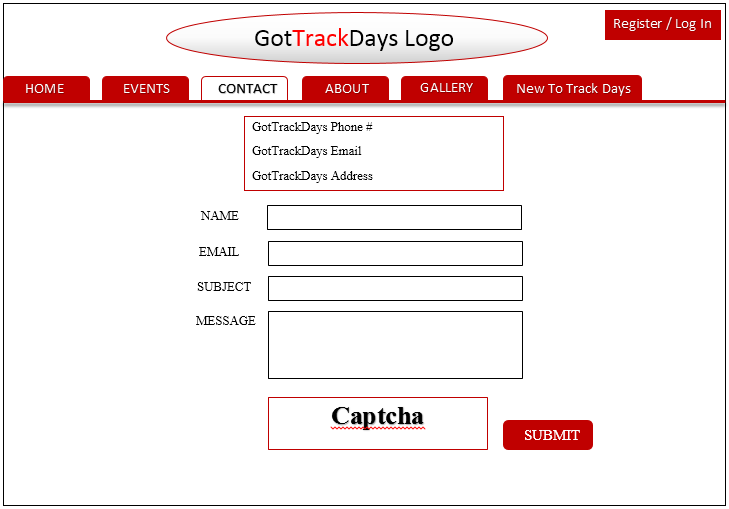 GotTrackDays Logo
Register / Log In
HOME
EVENTS
CONTACT
ABOUT
GALLERY
New To Track Days
GotTrackDays Phone #
GotTrackDays Email
GotTrackDays Address
NAME
EMAIL
SUBJECT
MESSAGE
Captcha
SUBMIT